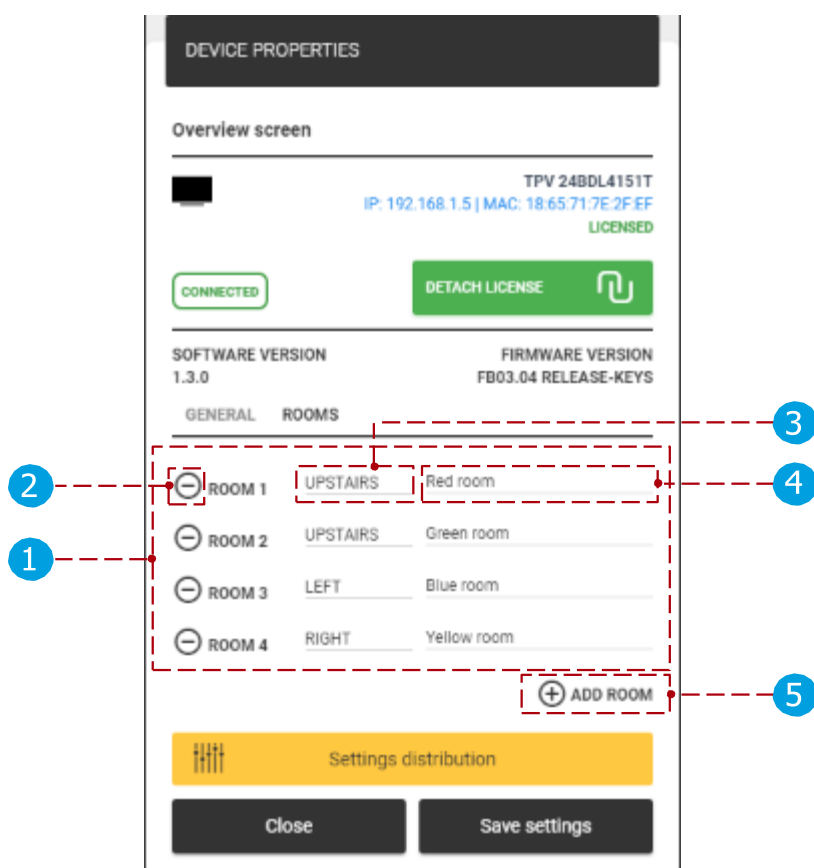 DEVICE PROPERTIES
Overview screen
TPV 24BDL4151T
IP: 192.168.1.5 | MAC: 18:65:71:7E:2F:EF
LICENSED
CONNECTED
DETACH LICENSE
SOFTWARE VERSION
FIRMWARE VERSION
1.3.0
FB03.04 RELEASE-KEYS
GENERAL ROOMS
3
2
ROOM 1 UPSTAIRS Red room
4
1
ROOM 2 UPSTAIRS Green room
ROOM 3 LEFT Blue room
ROOM 4 RIGHT Yellow room
ADD ROOM
5
Settings distribution
Close
Save settings